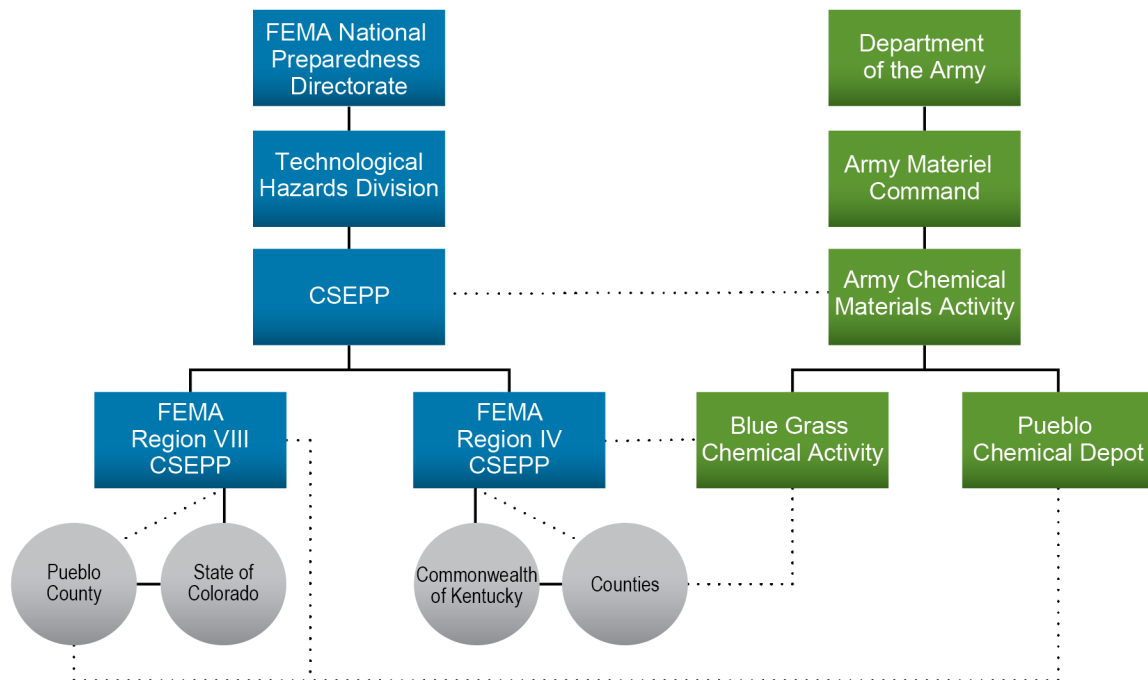 FEMA National
Preparedness
Directorate
Department
of the Army
Technological
Hazards Division
Army Materiel
Command
CSEPP
Army Chemical
Materials Activity
FEMA
Region VIII
CSEPP
FEMA
Region IV
CSEPP
Blue Grass
Chemical Activity
Pueblo
Chemical Depot
Pueblo
County
State of
Colorado
Commonwealth
of Kentucky
Counties